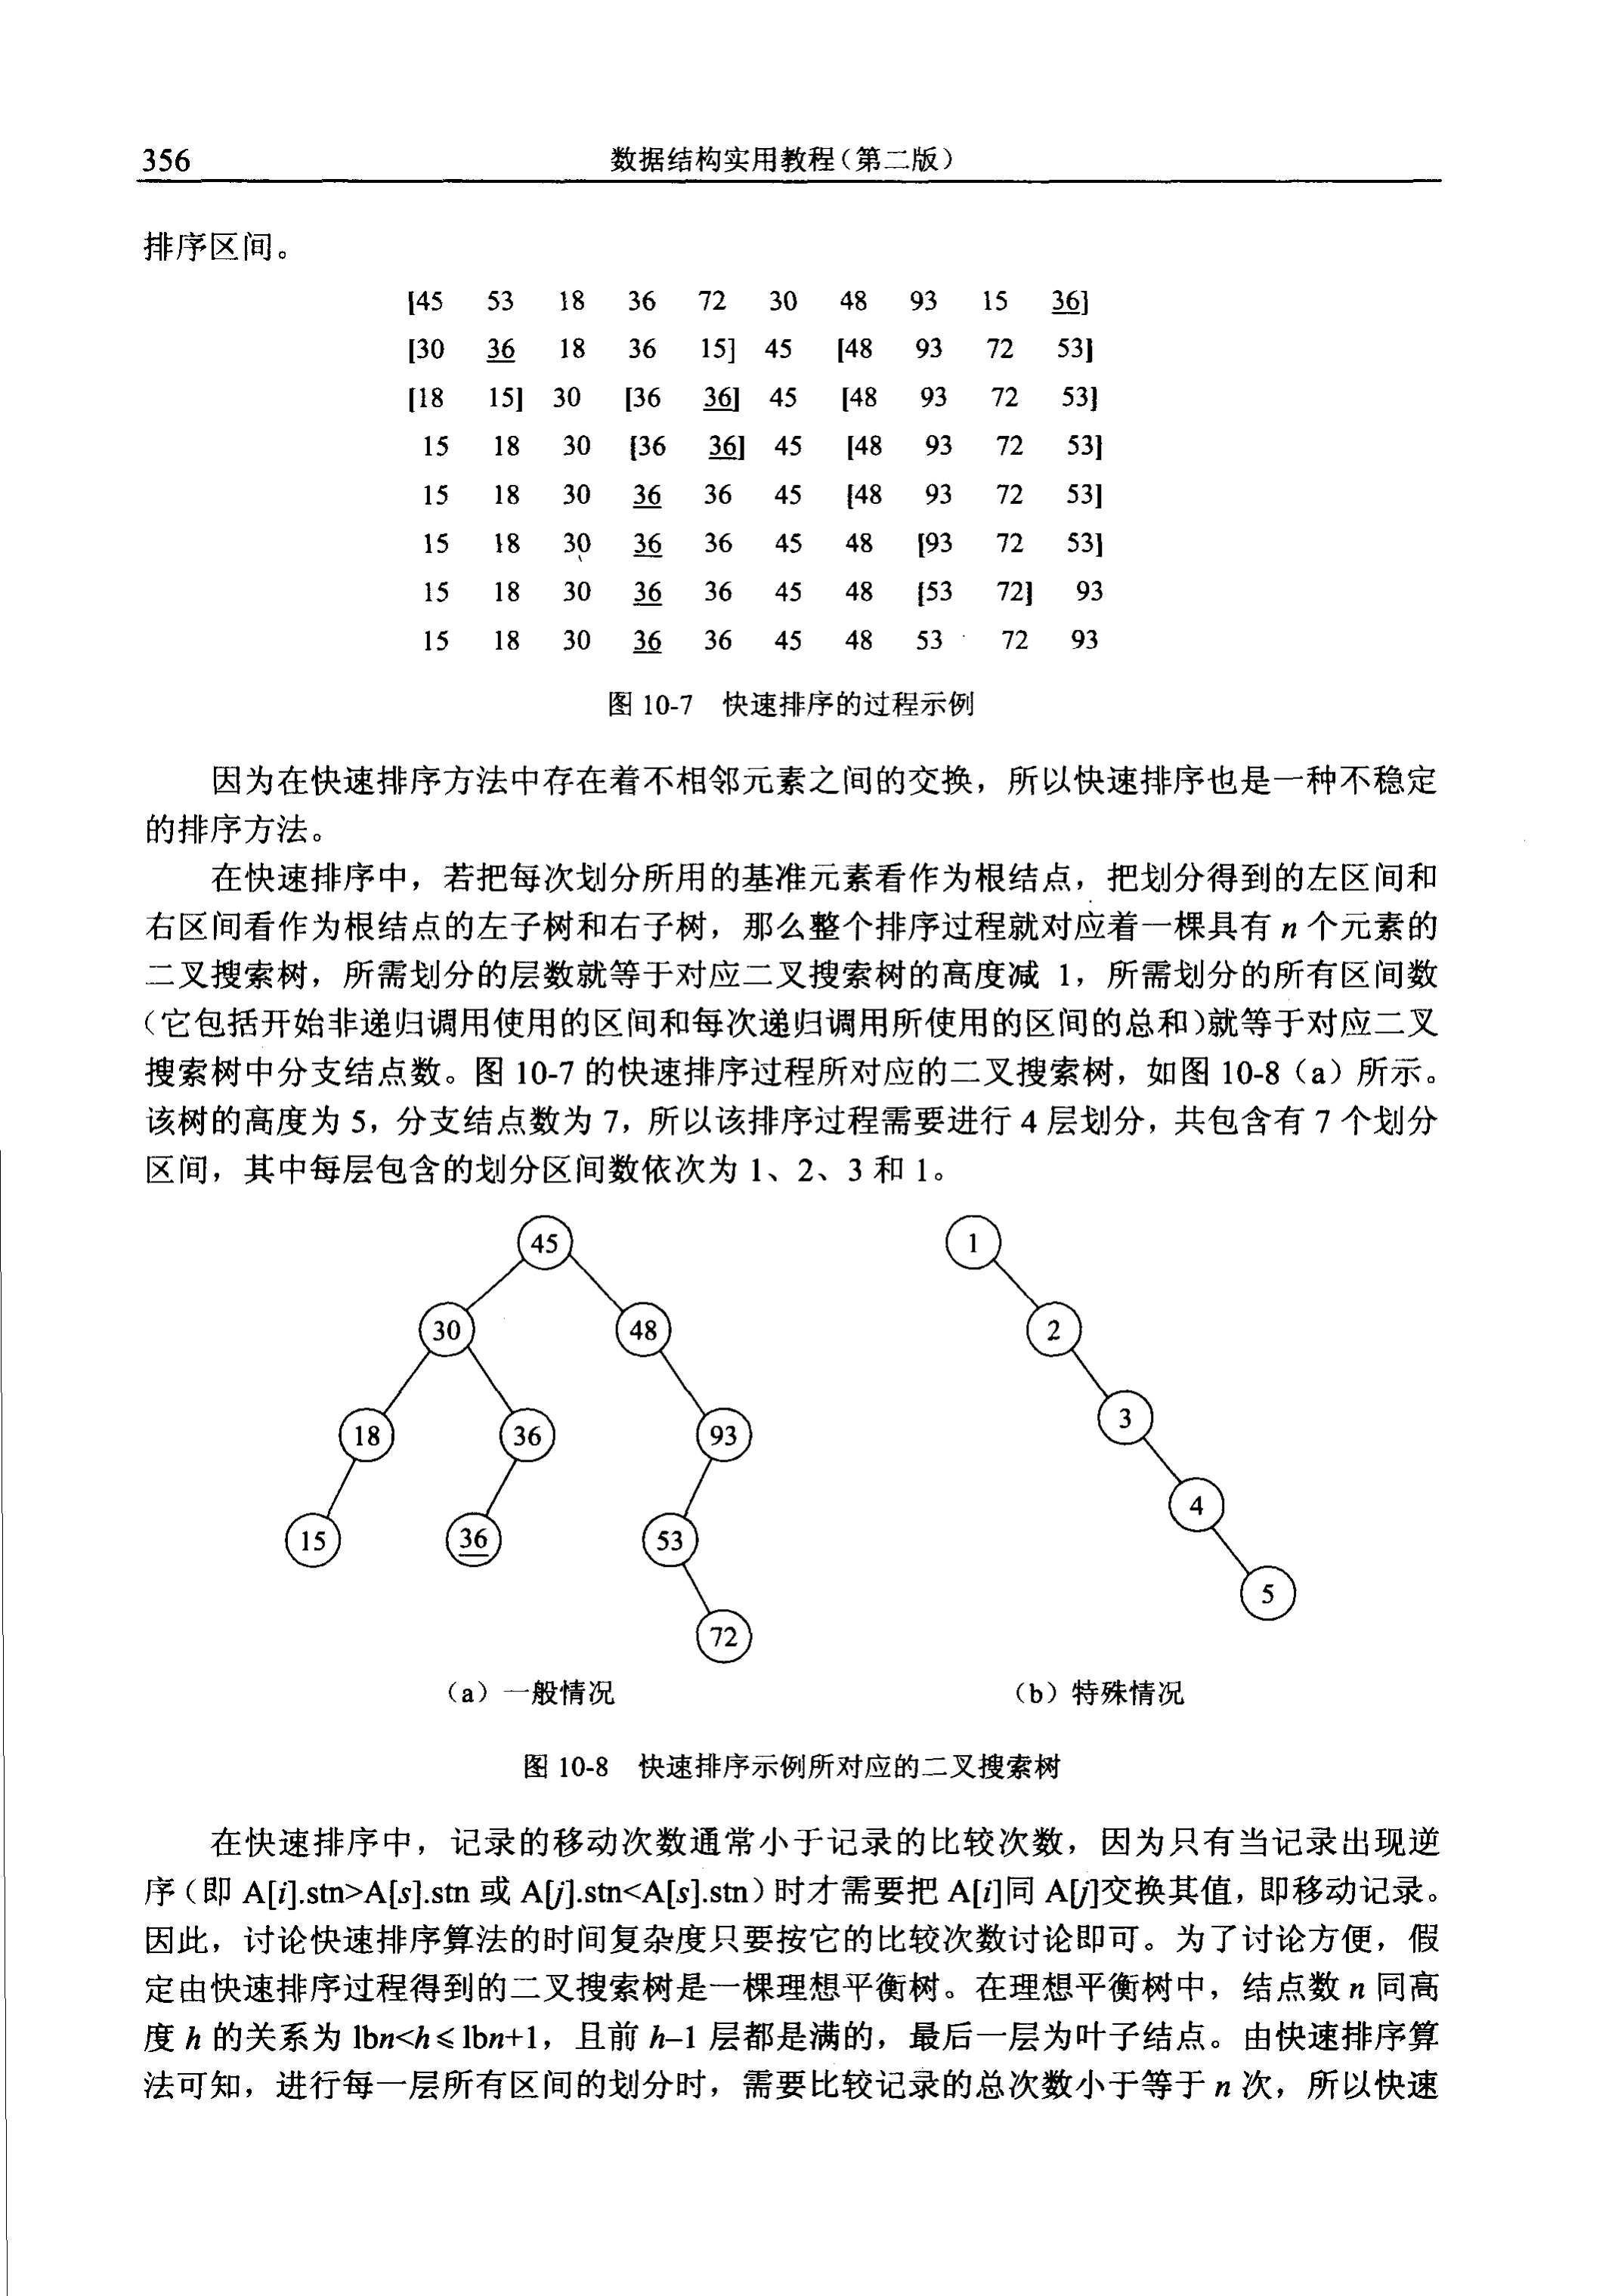 356 数据结构实用教程（第二版）
排序区间。
[45 53 18 36 72 30 48 93 15 36]
[30 36 18 36 15] 45 [48 93 72 53]
[18 15] 30 [36 36] 45 [48 93 72 53]
15 18 30 [36 36] 45 [48 93 72 53]
15 18 30 36 36 45 [48 93 72 53]
15 18 30 36 36 45 48 [93 72 53]
15 18 30 36 36 45 48 [53 72] 93
15 18 30 36 36 45 48 53 72 93
图 10-7 快速排序的过程示例
因为在快速排序方法中存在着不相邻元素之间的交换，所以快速排序也是一种不稳定
的排序方法。
在快速排序中，若把每次划分所用的基准元素看作为根结点，把划分得到的左区间和
右区间看作为根结点的左子树和右子树，那么整个排序过程就对应着一棵具有 n 个元素的
二叉搜索树，所需划分的层数就等于对应二叉搜索树的高度减 1，所需划分的所有区间数
（它包括开始非递归调用使用的区间和每次递归调用所使用的区间的总和）就等于对应二叉
搜索树中分支结点数。图 10-7 的快速排序过程所对应的二叉搜索树，如图 10-8（a）所示。
该树的高度为 5，分支结点数为 7，所以该排序过程需要进行 4 层划分，共包含有 7 个划分
区间，其中每层包含的划分区间数依次为 1、2、3 和 1。
45
30 48
18 36 93
15 36 53
72
（a）一般情况
1
2
3
4
5
（b）特殊情况
图 10-8 快速排序示例所对应的二叉搜索树
在快速排序中，记录的移动次数通常小于记录的比较次数，因为只有当记录出现逆
序（即 A[i].stn>A[s].stn 或 A[j].stn<A[s].stn）时才需要把 A[i]同 A[j]交换其值，即移动记录。
因此，讨论快速排序算法的时间复杂度只要按它的比较次数讨论即可。为了讨论方便，假
定由快速排序过程得到的二叉搜索树是一棵理想平衡树。在理想平衡树中，结点数 n 同高
度 h 的关系为 lbn<h≤lbn+1，且前 h–1 层都是满的，最后一层为叶子结点。由快速排序算
法可知，进行每一层所有区间的划分时，需要比较记录的总次数小于等于 n 次，所以快速